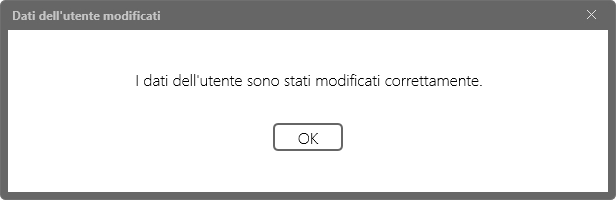 Dati dell'utente modificati
I dati dell'utente sono stati modificati correttamente.
OK